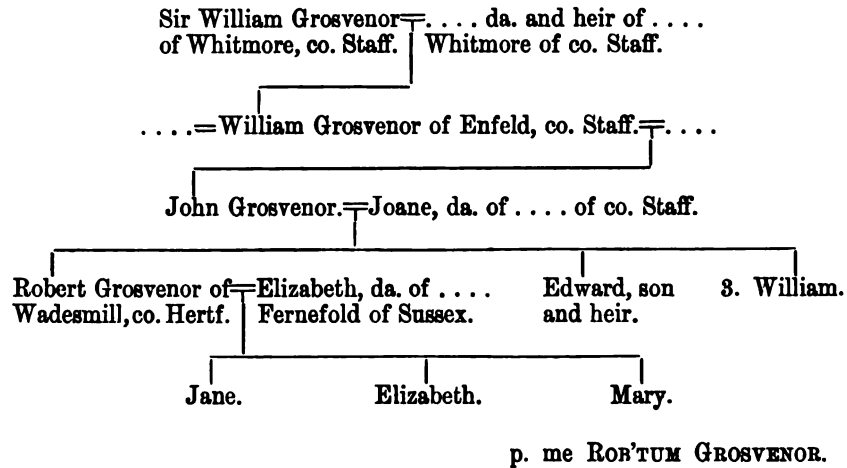 Sir William Grosvenor=. . . . da. and heir of . . . .
of Whitmore, co. Staff. Whitmore of co. Staff.
. . . .=William Grosvenor of Enfeld, co. Staff.=. . . .
John Grosvenor.=Joane, da. of . . . . of co. Staff.
Robert Grosvenor of=Elizabeth, da. of . . . . Edward, son 3. William.
Wadesmill, co. Hertf. Fernefold of Sussex. and heir.
Jane. Elizabeth. Mary.
p. me ROB'TUM GROSVENOR.